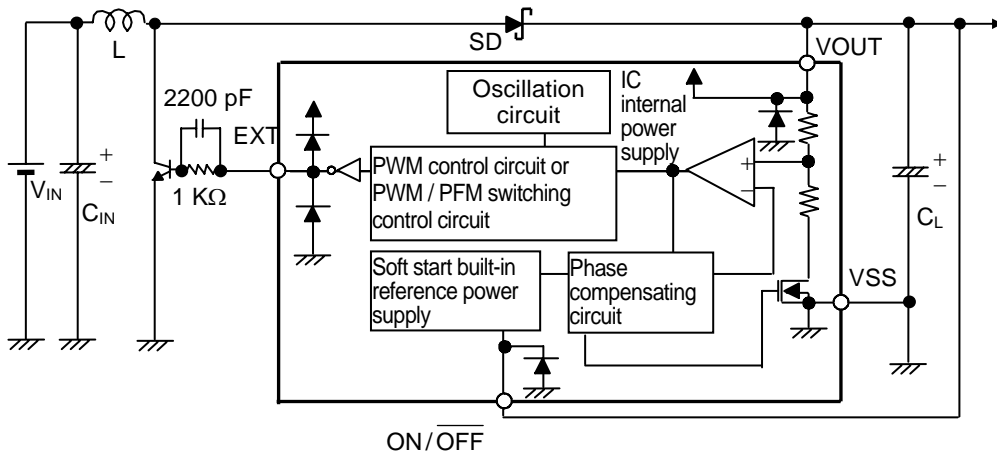 L
SD
VOUT
2200 pF
EXT
Oscillation
circuit
IC
internal
power
supply
+
−
PWM control circuit or
PWM / PFM switching
control circuit
1 KΩ
+
−
VIN
CIN
+
−
CL
Soft start built-in
reference power
supply
Phase
compensating
circuit
VSS
ON / OFF